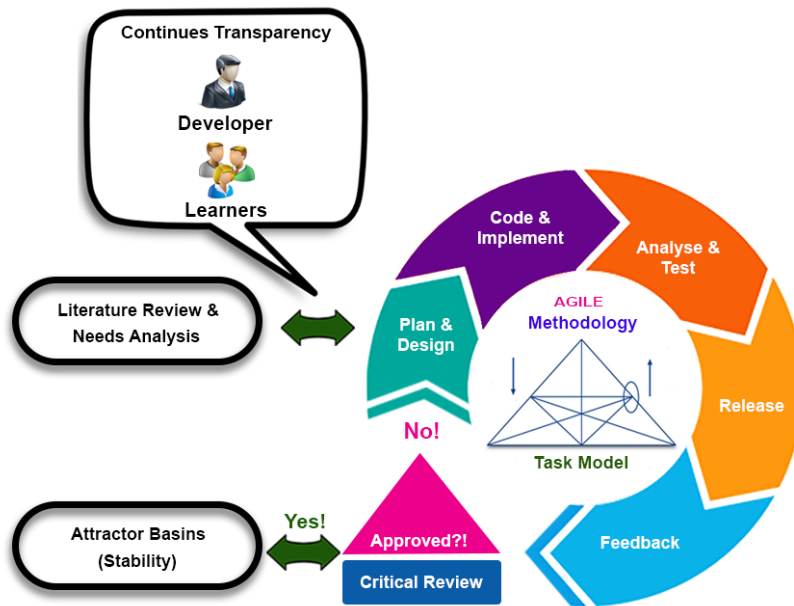 Continues Transparency
Developer
Learners
Literature Review &
Needs Analysis
Plan &
Design
Code &
Implement
Analyse &
Test
Release
Feedback
AGILE
Methodology
Task Model
No!
Approved?!
Critical Review
Yes!
Attractor Basins
(Stability)